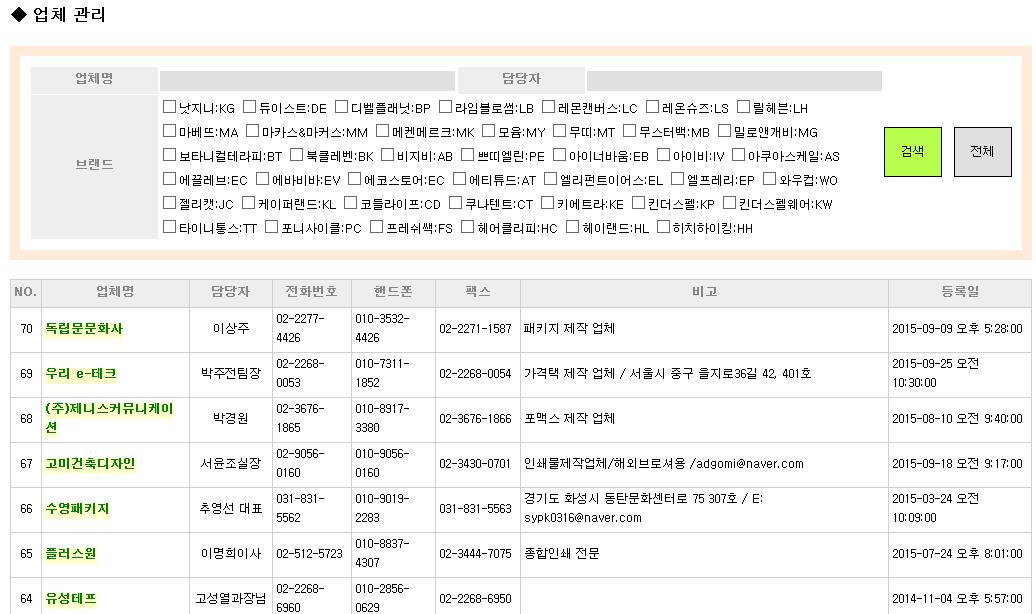 ◆ 업체 관리
업체명 담당자
브랜드
낫지니:KG 듀이스트:DE 디벨플래닛:BP 라임블로썸:LB 레몬캔버스:LC 레온슈즈:LS 릴헤븐:LH
마베뜨:MA 마카스&마커스:MM 메켄메르크:MK 모윰:MY 무띠:MT 무스터백:MB 밀로앤개비:MG
보타니컬테라피:BT 북클레벤:BK 비지비:AB 쁘띠엘린:PE 아이너바움:EB 아이비:IV 아쿠아스케일:AS
에끌레브:EC 에바비바:EV 에코스토어:EC 에티튜드:AT 엘리펀트이어스:EL 엘프레리:EP 와우컵:WO
젤리캣:JC 케이퍼랜드:KL 코들라이프:CD 쿠나텐트:CT 키에트라:KE 킨더스펠:KP 킨더스펠웨어:KW
타이니통스:TT 포니사이클:PC 프레쉬쌕:FS 헤어클리피:HC 헤이랜드:HL 히치하이킹:HH
검색 전체
NO. 업체명 담당자 전화번호 핸드폰 팩스 비고 등록일
70 독립문문화사 이상주 02-2277-4426 010-3532-4426 02-2271-1587 패키지 제작 업체 2015-09-09 오후 5:28:00
69 우리 e-테크 박주전팀장 02-2268-0053 010-7311-1852 02-2268-0054 가격택 제작 업체 / 서울시 중구 을지로36길 42, 401호 2015-09-25 오전 10:30:00
68 (주)제니스커뮤니케이션 박경원 02-3676-1865 010-8917-3380 02-3676-1866 포맥스 제작 업체 2015-08-10 오전 9:40:00
67 고미건축디자인 서윤조실장 02-9056-0160 010-9056-0160 02-3430-0701 인쇄물제작업체/해외브로셔용 /adgomi@naver.com 2015-09-18 오전 9:17:00
66 수영패키지 추영선 대표 031-831-5562 010-9019-2283 031-831-5563 경기도 화성시 동탄문화센터로 75 307호 / E: sypk0316@naver.com 2015-03-24 오전 10:09:00
65 플러스원 이명희이사 02-512-5723 010-8837-4307 02-3444-7075 종합인쇄 전문 2015-07-24 오후 8:01:00
64 유성테프 고성열과장님 02-2268-6960 010-2856-0629 02-2268-6950 2014-11-04 오후 5:57:00